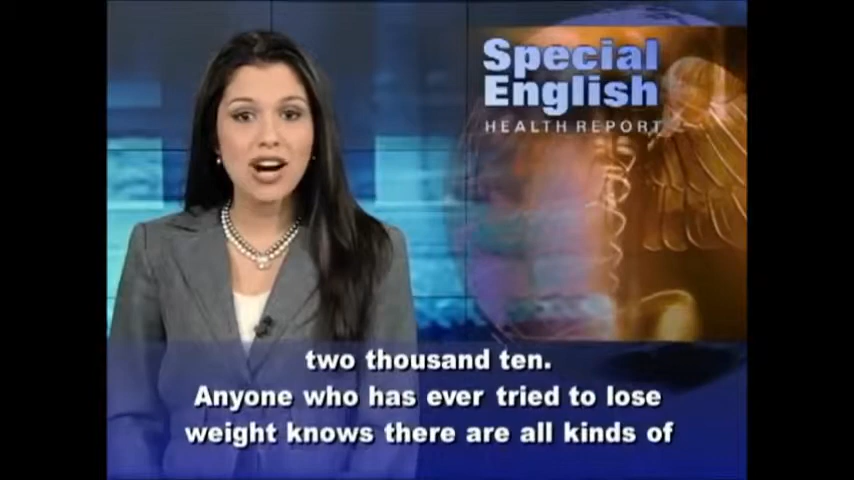 Special
English
HEALTH REPORT
two thousand ten.
Anyone who has ever tried to lose
weight knows there are all kinds of